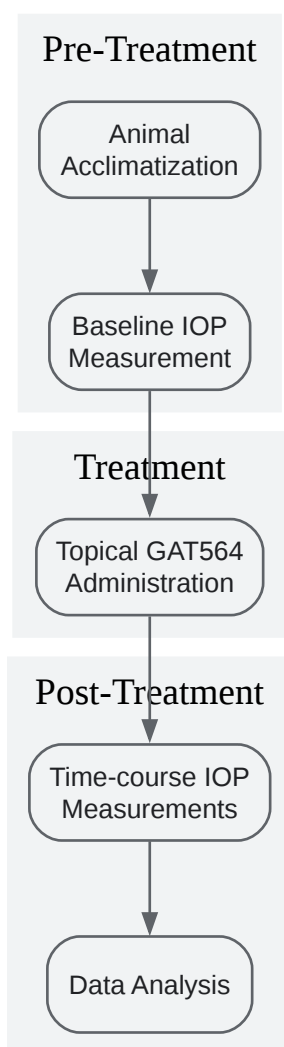 Pre-Treatment
Animal
Acclimatization
Baseline IOP
Measurement
Treatment
Topical GAT564
Administration
Post-Treatment
Time-course IOP
Measurements
Data Analysis